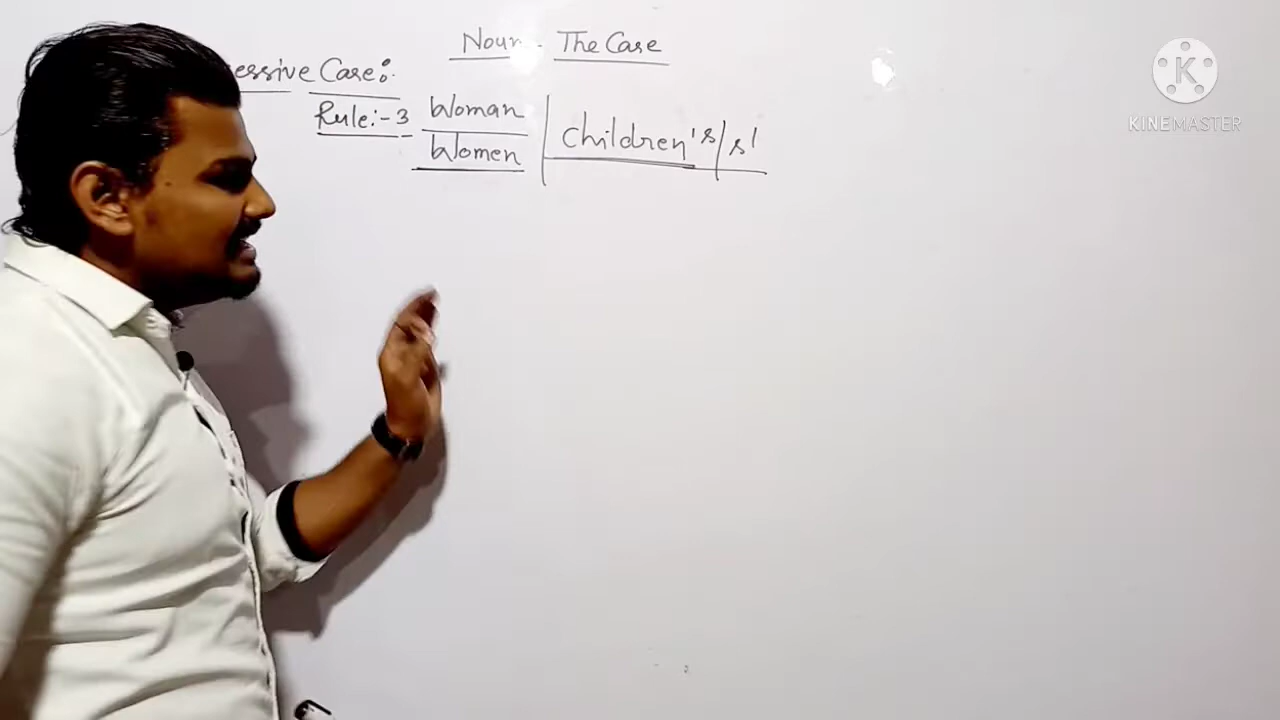 Noun - The Case
essive Case:
Rule:- 3 Woman
Women
children's/s'
K
KINEMASTER